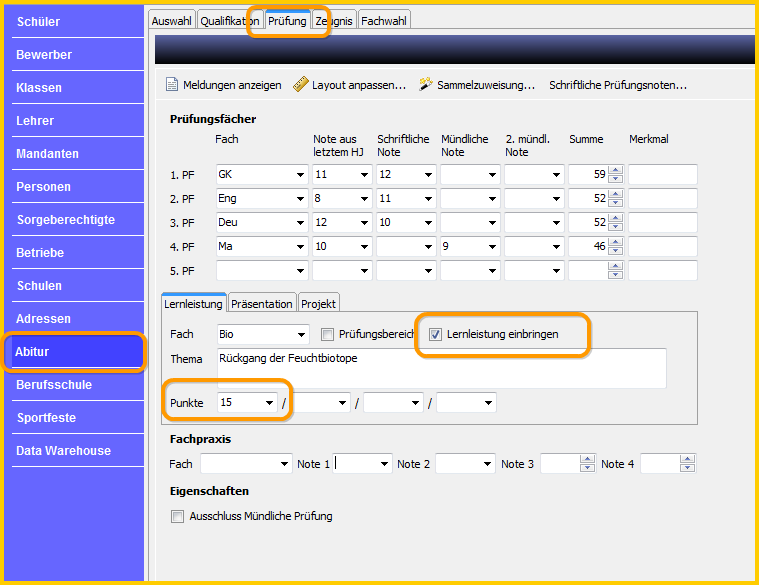 Schüler
Bewerber
Klassen
Lehrer
Mandanten
Personen
Sorgeberechtigte
Betriebe
Schulen
Adressen
Abitur
Berufsschule
Sportfeste
Data Warehouse
Auswahl Qualifikation Prüfung Zeugnis Fachwahl
Meldungen anzeigen Layout anpassen... Sammelzuweisung... Schriftliche Prüfungsnoten...
Prüfungsfächer
Fach Note aus letztem HJ Schriftliche Note Mündliche Note 2. mündl. Note Summe Merkmal
1. PF GK 11 12 59
2. PF Eng 8 11 52
3. PF Deu 12 10 52
4. PF Ma 10 9 46
5. PF
Lernleistung Präsentation Projekt
Fach Bio Prüfungsbereich Lernleistung einbringen
Thema Rückgang der Feuchtbiotope
Punkte 15 / / /
Fachpraxis
Fach Note 1 Note 2 Note 3 Note 4
Eigenschaften
Ausschluss Mündliche Prüfung